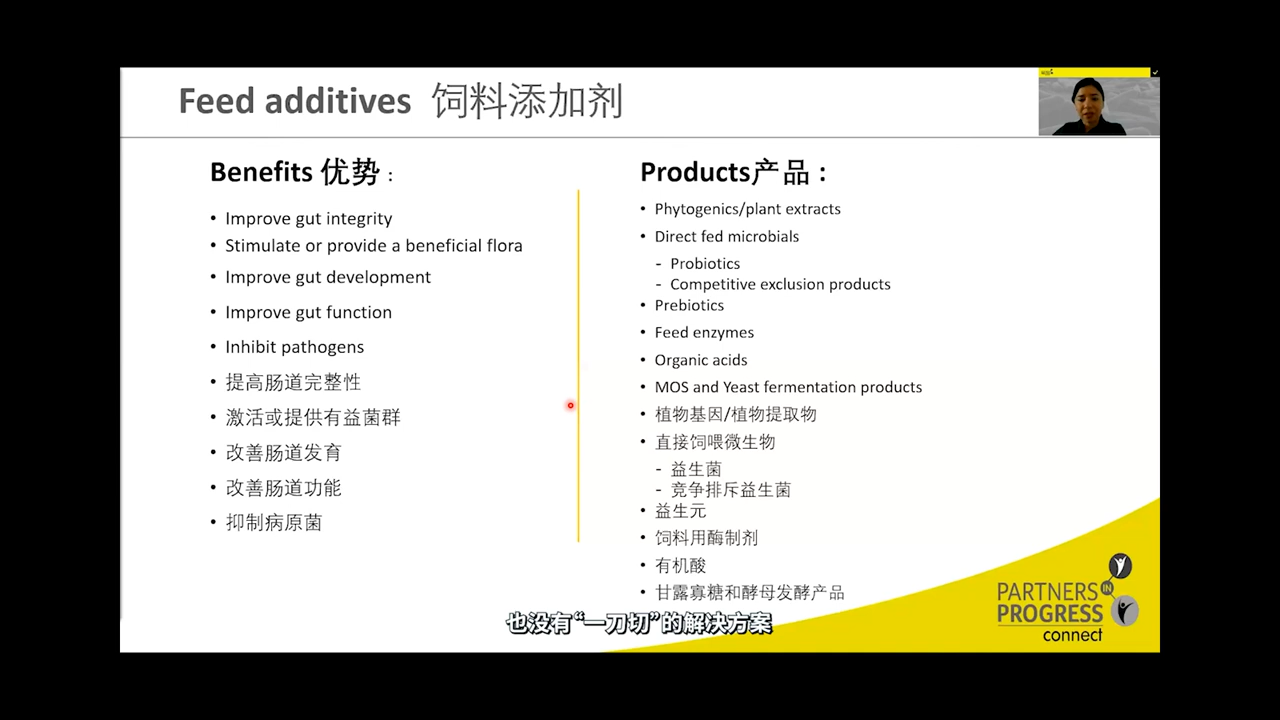 Feed additives 饲料添加剂
Benefits 优势：
• Improve gut integrity
• Stimulate or provide a beneficial flora
• Improve gut development
• Improve gut function
• Inhibit pathogens
• 提高肠道完整性
• 激活或提供有益菌群
• 改善肠道发育
• 改善肠道功能
• 抑制病原菌
Products产品：
• Phytogenics/plant extracts
• Direct fed microbials
- Probiotics
- Competitive exclusion products
• Prebiotics
• Feed enzymes
• Organic acids
• MOS and Yeast fermentation products
• 植物基因/植物提取物
• 直接饲喂微生物
- 益生菌
- 竞争排斥益生菌
• 益生元
• 饲料用酶制剂
• 有机酸
• 甘露寡糖和酵母发酵产品
PARTNERS IN
PROGRESS
connect
也没有“一刀切”的解决方案